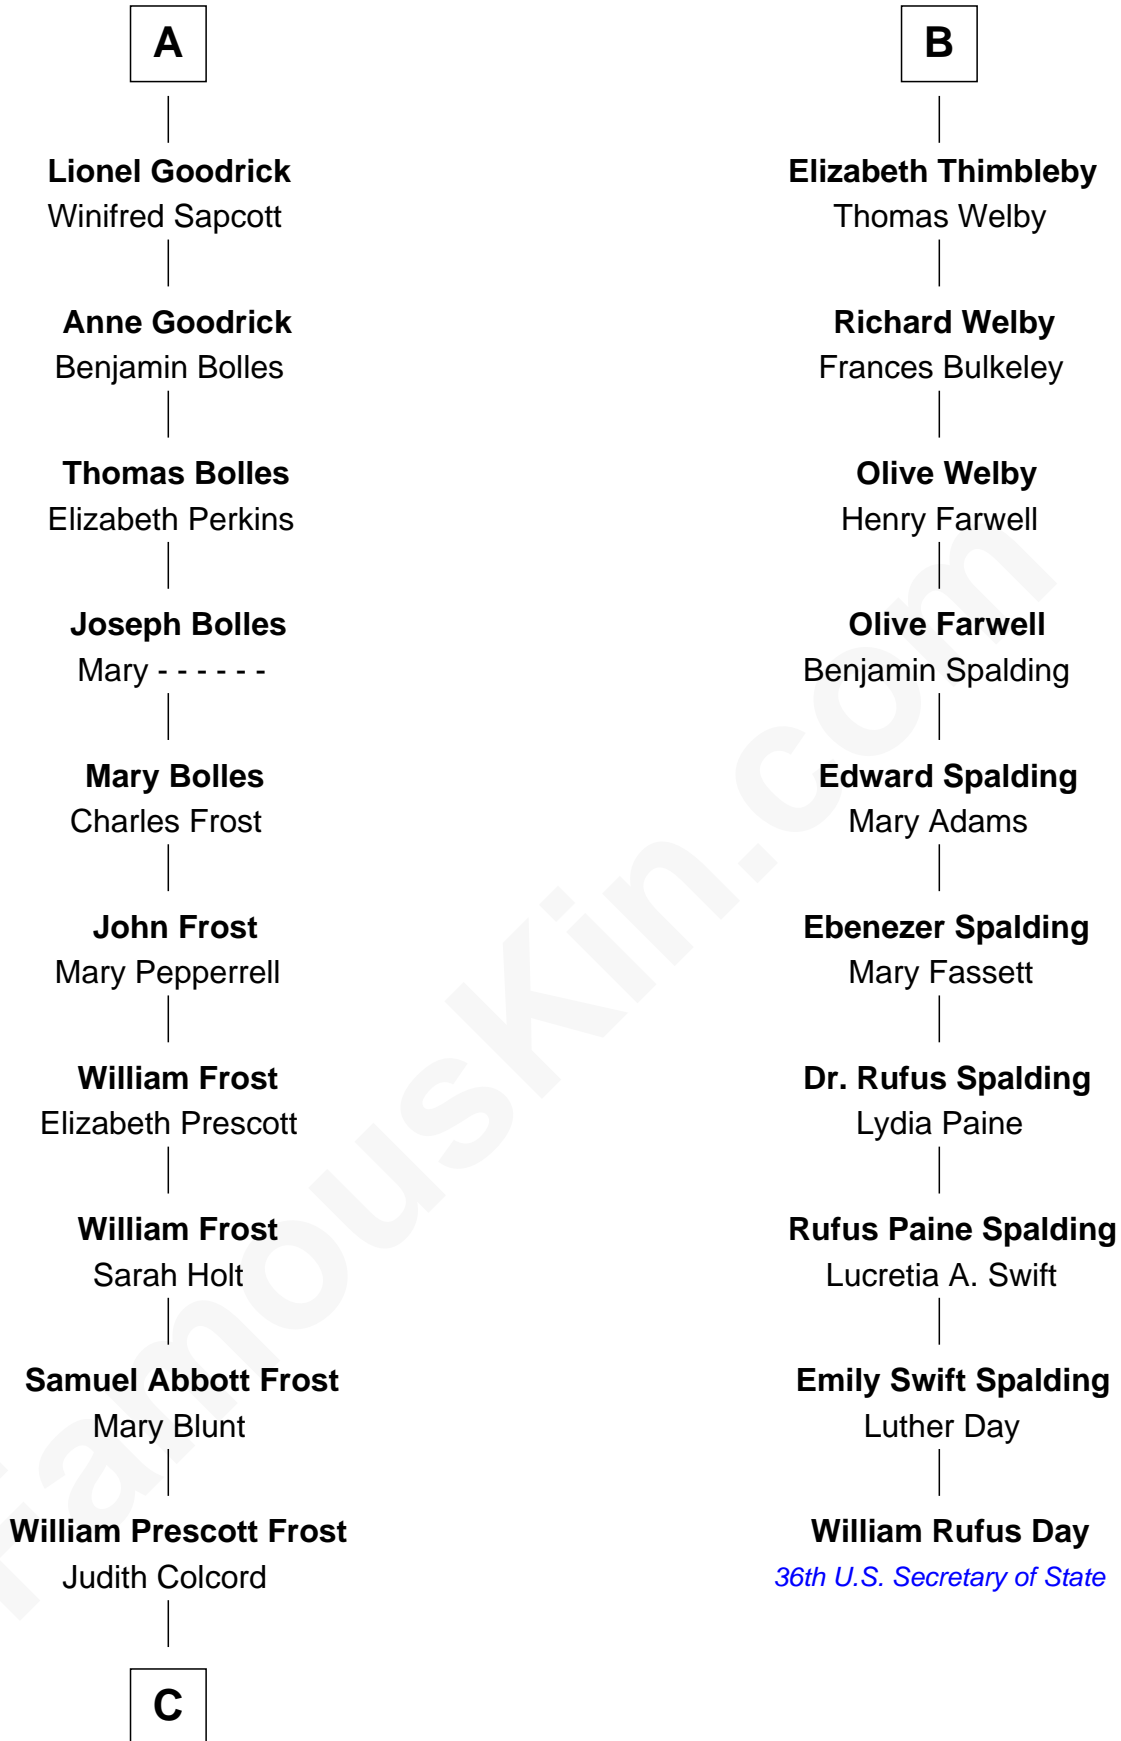 A
Lionel Goodrick
Winifred Sapcott
Anne Goodrick
Benjamin Bolles
Thomas Bolles
Elizabeth Perkins
Joseph Bolles
Mary - - - - - -
Mary Bolles
Charles Frost
John Frost
Mary Pepperrell
William Frost
Elizabeth Prescott
William Frost
Sarah Holt
Samuel Abbott Frost
Mary Blunt
William Prescott Frost
Judith Colcord
C
B
Elizabeth Thimbleby
Thomas Welby
Richard Welby
Frances Bulkeley
Olive Welby
Henry Farwell
Olive Farwell
Benjamin Spalding
Edward Spalding
Mary Adams
Ebenezer Spalding
Mary Fassett
Dr. Rufus Spalding
Lydia Paine
Rufus Paine Spalding
Lucretia A. Swift
Emily Swift Spalding
Luther Day
William Rufus Day
36th U.S. Secretary of State
FamousKin.com